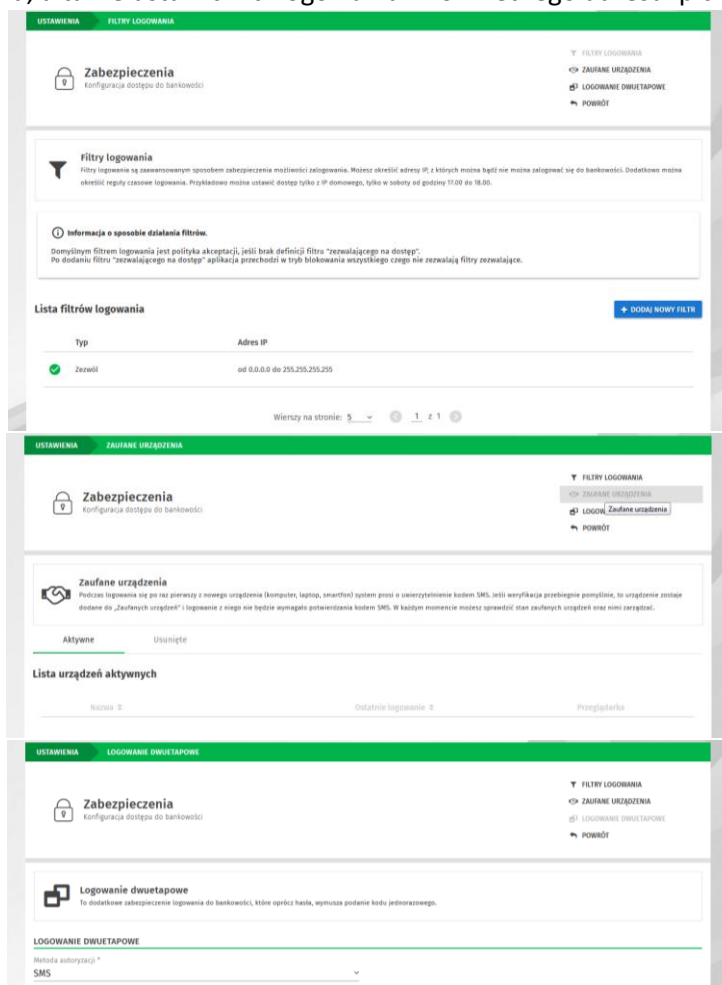 USTAWIENIA FILTRY LOGOWANIA
FILTRY LOGOWANIA
ZAUFANE URZĄDZENIA
LOGOWANIE DWUETAPOWE
POWRÓT
Zabezpieczenia
Konfiguracja dostępu do bankowości
Filtry logowania
Filtry logowania są zaawansowanym sposobem zabezpieczenia możliwości zalogowania. Możesz określić adresy IP, z których można bądź nie można zalogować się do bankowości. Dodatkowo można
określić reguły czasowe logowania. Przykładowo można ustawić dostęp tylko z IP domowego, tylko w soboty od godziny 17.00 do 18.00.
Informacja o sposobie działania filtrów.
Domyślnym filtrem logowania jest polityka akceptacji, jeśli brak definicji filtru "zezwalającego na dostęp".
Po dodaniu filtru "zezwalającego na dostęp" aplikacja przechodzi w tryb blokowania wszystkiego czego nie zezwalają filtry zezwalające.
Lista filtrów logowania
+ DODAJ NOWY FILTR
Typ Adres IP
Zezwól od 0.0.0.0 do 255.255.255.255
Wierszy na stronie: 5 1 z 1
USTAWIENIA ZAUFANE URZĄDZENIA
FILTRY LOGOWANIA
ZAUFANE URZĄDZENIA
LOGOW Zaufane urządzenia
POWRÓT
Zabezpieczenia
Konfiguracja dostępu do bankowości
Zaufane urządzenia
Podczas logowania się po raz pierwszy z nowego urządzenia (komputer, laptop, smartfon) system prosi o uwierzytelnienie kodem SMS. Jeśli weryfikacja przebiegnie pomyślnie, to urządzenie zostaje
dodane do „Zaufanych urządzeń" i logowanie z niego nie będzie wymagało potwierdzania kodem SMS. W każdym momencie możesz sprawdzić stan zaufanych urządzeń oraz nimi zarządzać.
Aktywne Usunięte
Lista urządzeń aktywnych
Nazwa Ostatnie logowanie Przeglądarka
USTAWIENIA LOGOWANIE DWUETAPOWE
FILTRY LOGOWANIA
ZAUFANE URZĄDZENIA
LOGOWANIE DWUETAPOWE
POWRÓT
Zabezpieczenia
Konfiguracja dostępu do bankowości
Logowanie dwuetapowe
To dodatkowe zabezpieczenie logowania do bankowości, które oprócz hasła, wymusza podanie kodu jednorazowego.
LOGOWANIE DWUETAPOWE
Metoda autoryzacji *
SMS